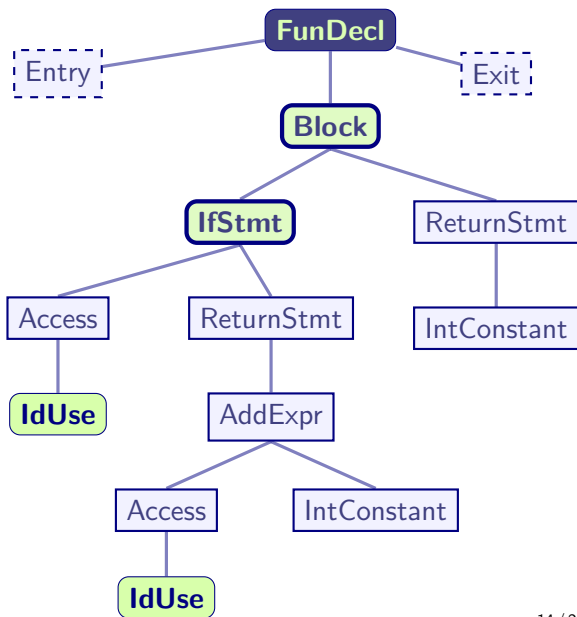 FunDecl
Entry
Exit
Block
IfStmt
ReturnStmt
Access
ReturnStmt
IntConstant
IdUse
AddExpr
Access
IntConstant
IdUse